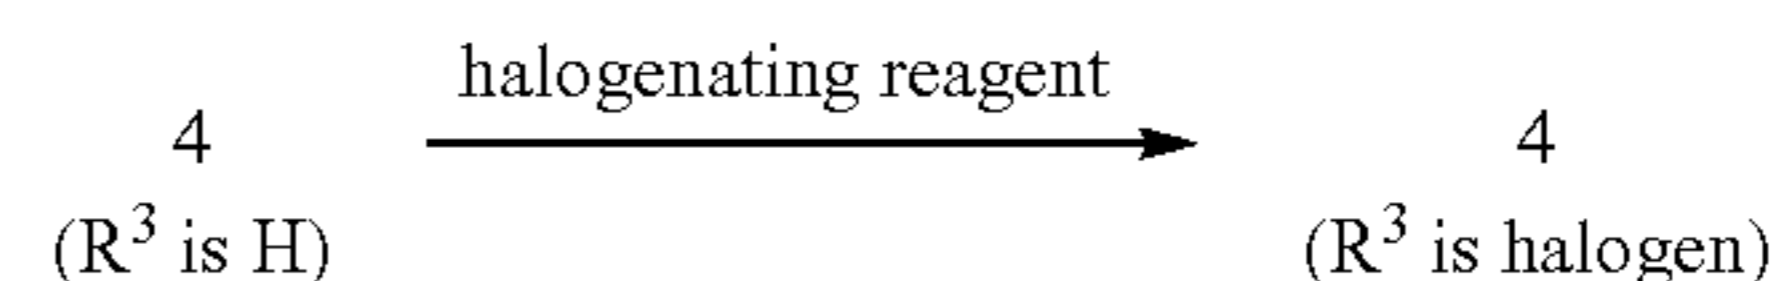 halogenating reagent
4 4
(R³ is H) (R³ is halogen)